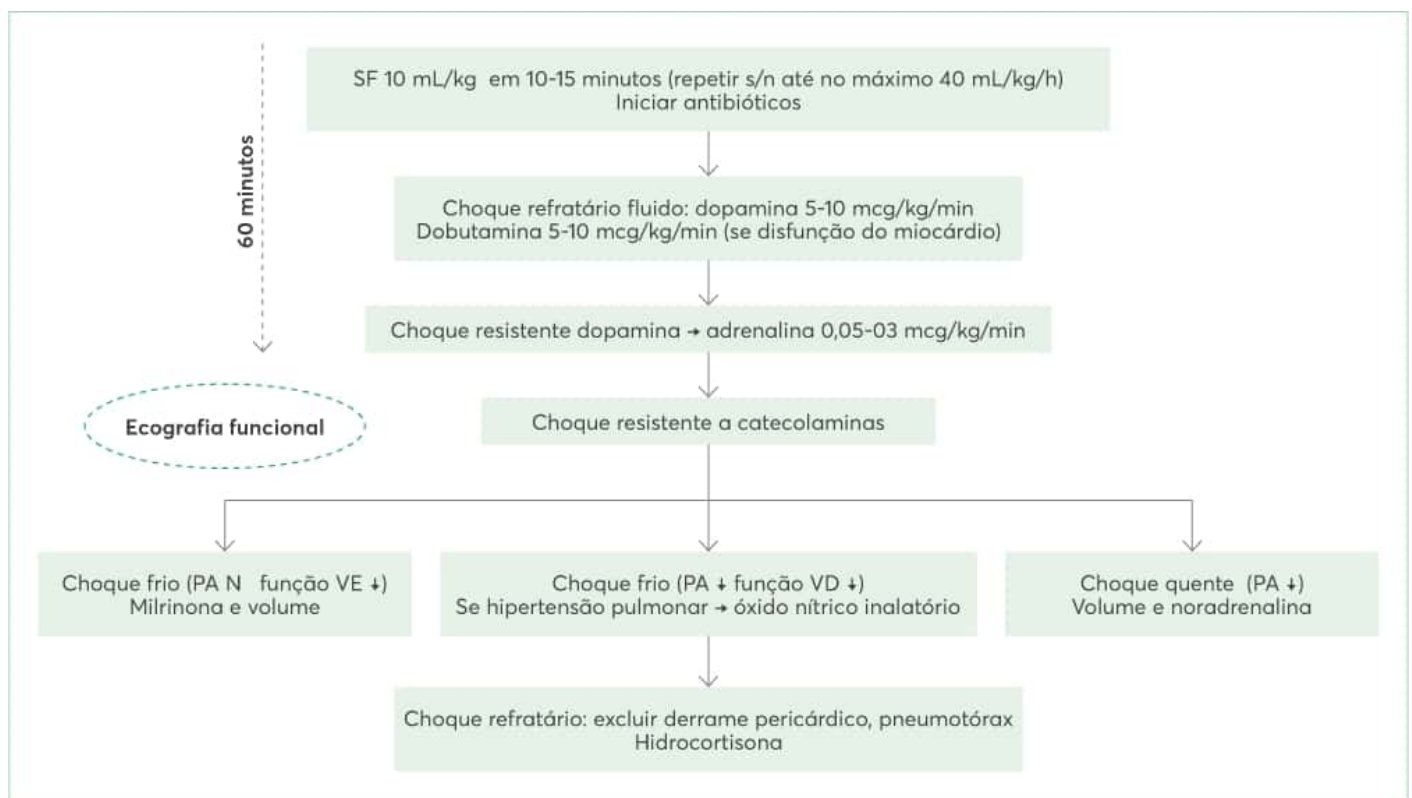 SF 10 mL/kg em 10-15 minutos (repetir s/n até no máximo 40 mL/kg/h)
Iniciar antibióticos
60 minutos
Choque refratário fluido: dopamina 5-10 mcg/kg/min
Dobutamina 5-10 mcg/kg/min (se disfunção do miocárdio)
Choque resistente dopamina → adrenalina 0,05-03 mcg/kg/min
Ecografia funcional
Choque resistente a catecolaminas
Choque frio (PA N função VE ↓)
Milrinona e volume
Choque frio (PA ↓ função VD ↓)
Se hipertensão pulmonar → óxido nítrico inalatório
Choque quente (PA ↓)
Volume e noradrenalina
Choque refratário: excluir derrame pericárdico, pneumotórax
Hidrocortisona